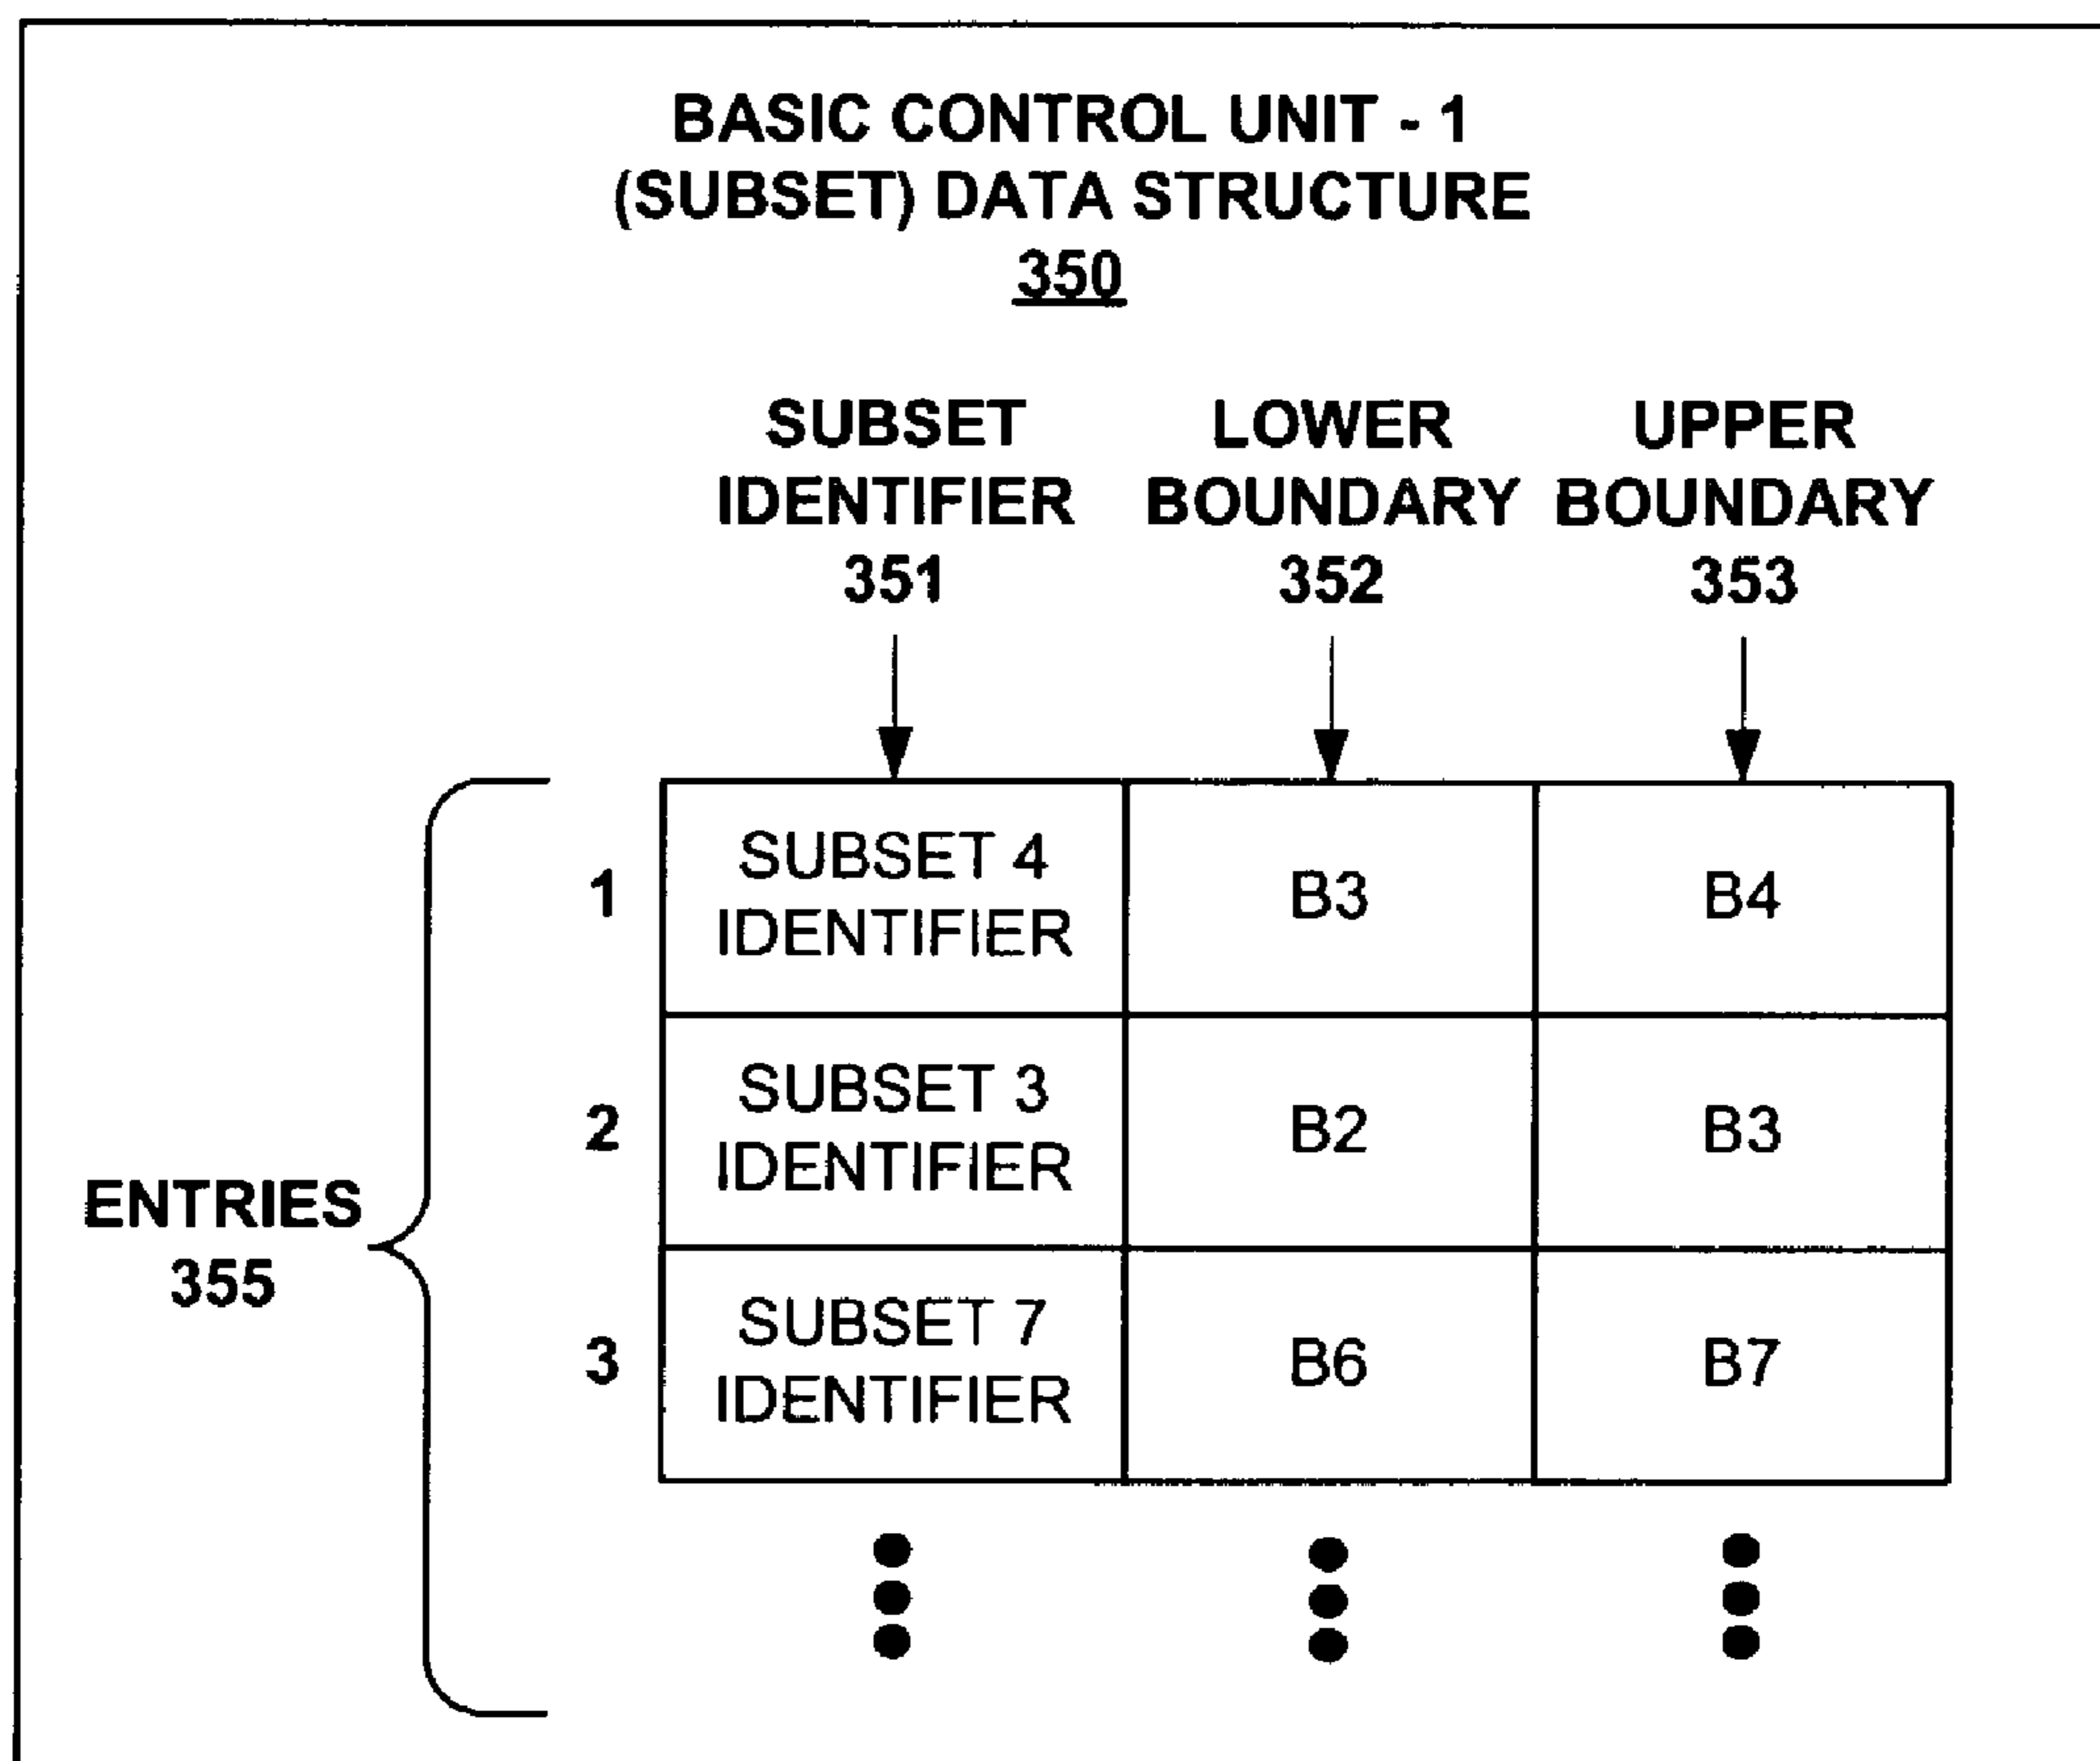 BASIC CONTROL UNIT - 1
(SUBSET) DATA STRUCTURE
350
SUBSET IDENTIFIER 351
LOWER BOUNDARY 352
UPPER BOUNDARY 353
ENTRIES 355
1
SUBSET 4 IDENTIFIER
B3
B4
2
SUBSET 3 IDENTIFIER
B2
B3
3
SUBSET 7 IDENTIFIER
B6
B7